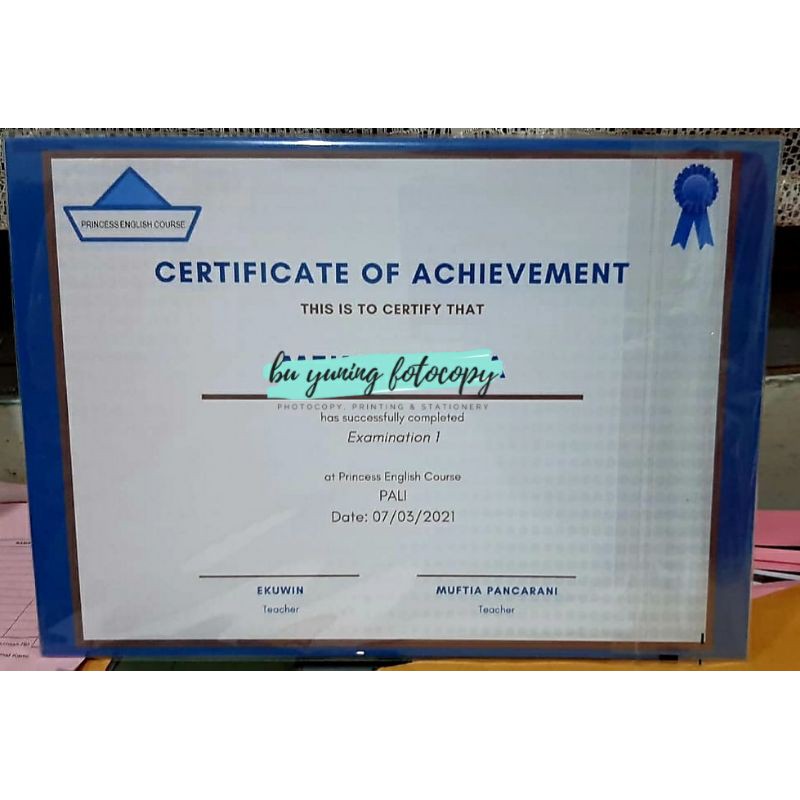 PRINCESS ENGLISH COURSE
CERTIFICATE OF ACHIEVEMENT
THIS IS TO CERTIFY THAT
bu yuning fotocopy
PHOTOCOPY, PRINTING & STATIONERY
has successfully completed
Examination 1
at Princess English Course
PALI
Date: 07/03/2021
EKUWIN
MUFTIA PANCARANI
Teacher
Teacher